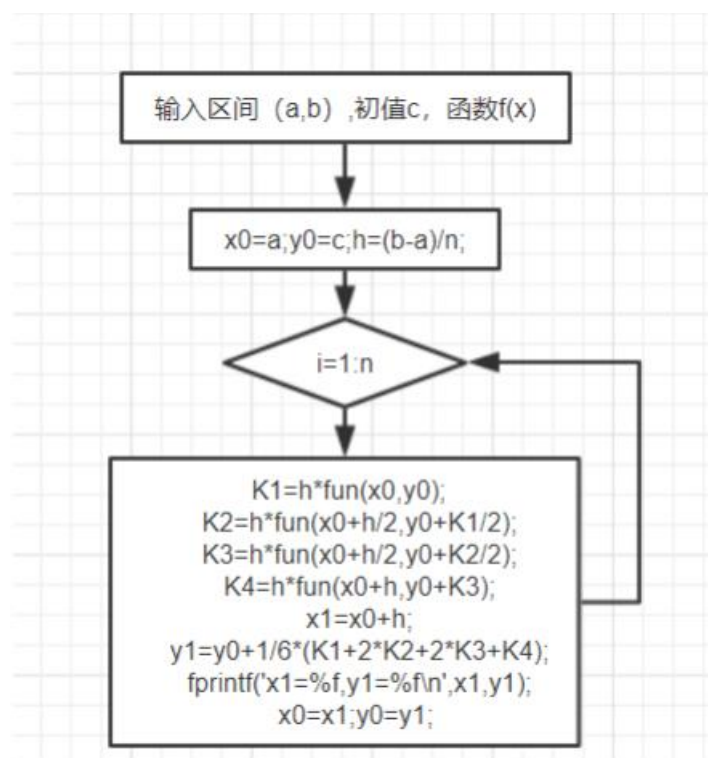 输入区间（a,b）,初值c，函数f(x)
x0=a;y0=c;h=(b-a)/n;
i=1:n
K1=h*fun(x0,y0);
K2=h*fun(x0+h/2,y0+K1/2);
K3=h*fun(x0+h/2,y0+K2/2);
K4=h*fun(x0+h,y0+K3);
x1=x0+h;
y1=y0+1/6*(K1+2*K2+2*K3+K4);
fprintf('x1=%f,y1=%f\n',x1,y1);
x0=x1;y0=y1;